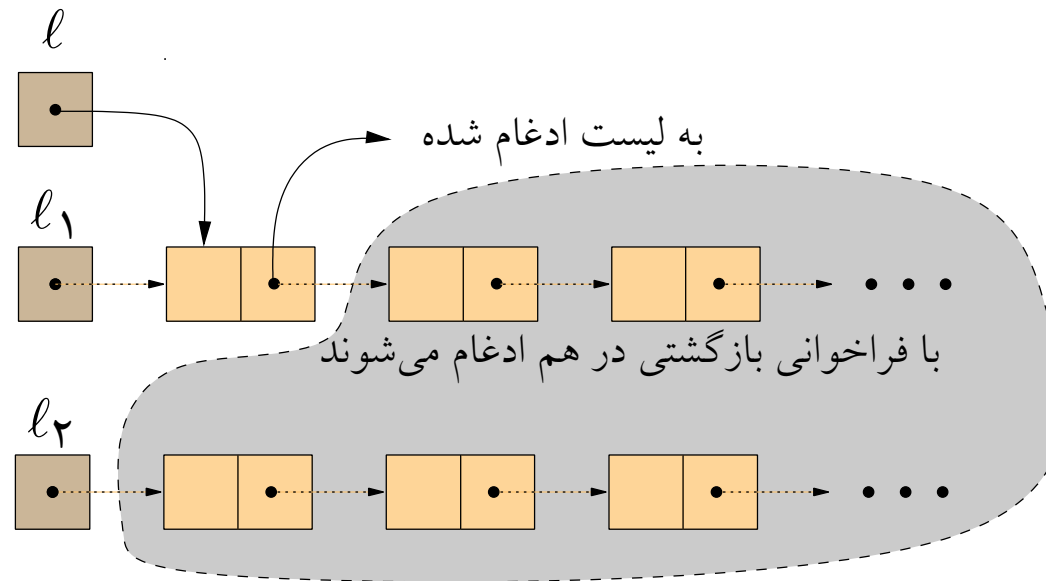 ℓ
به لیست ادغام شده
ℓ۱
با فراخوانی بازگشتی در هم ادغام می‌شوند
ℓ۲